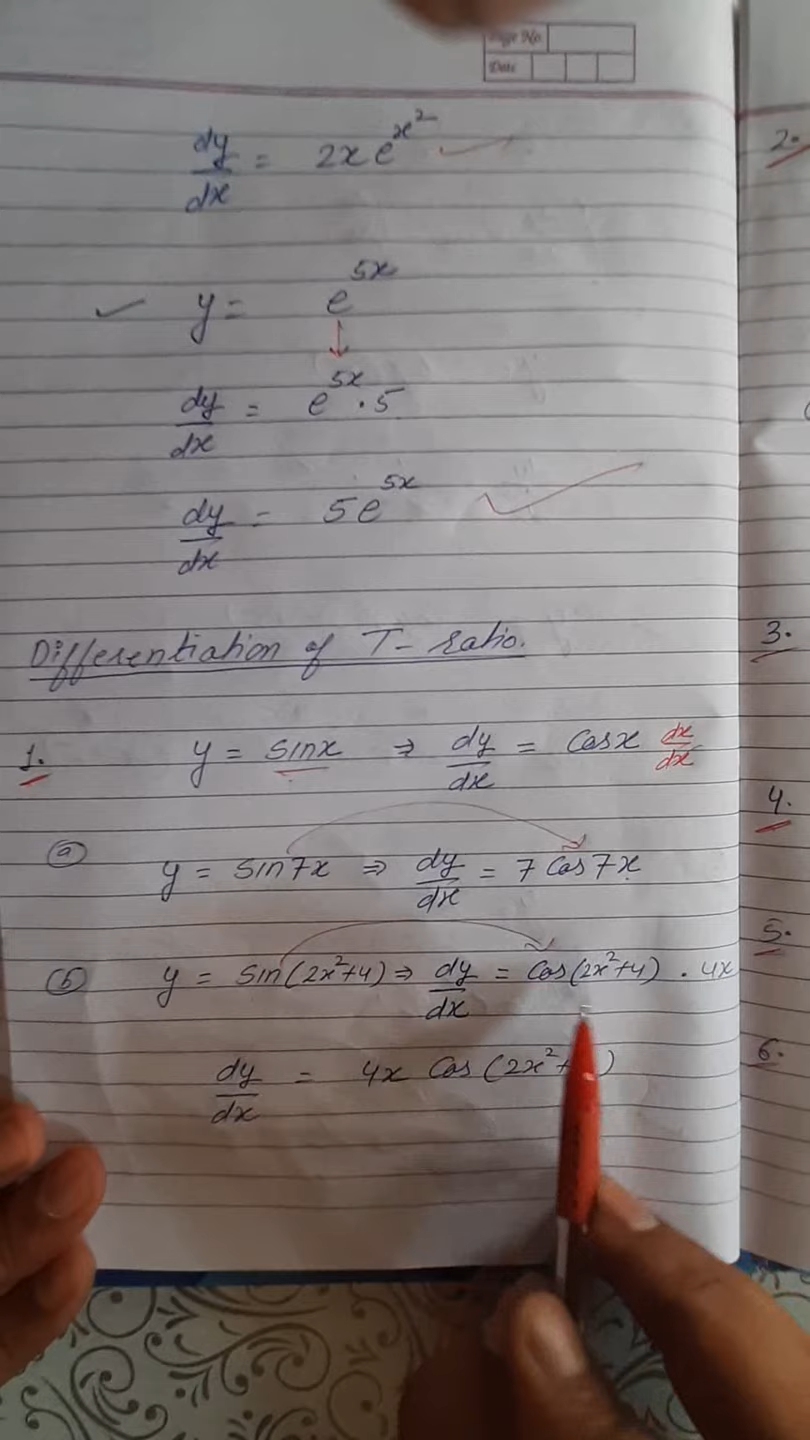 Page No
Date
dy/dx = 2x e^x²
✓ y = e^5x
↓
dy/dx = e^5x · 5
dy/dx = 5e^5x
Differentiation of T-ratio.
1. y = sinx ⇒ dy/dx = Cosx dx/dx
(a) y = sin7x ⇒ dy/dx = 7 Cos7x
(b) y = sin(2x²+4) ⇒ dy/dx = Cos(2x²+4) · 4x
dy/dx = 4x Cos(2x²+ )
2.
3.
4.
5.
6.